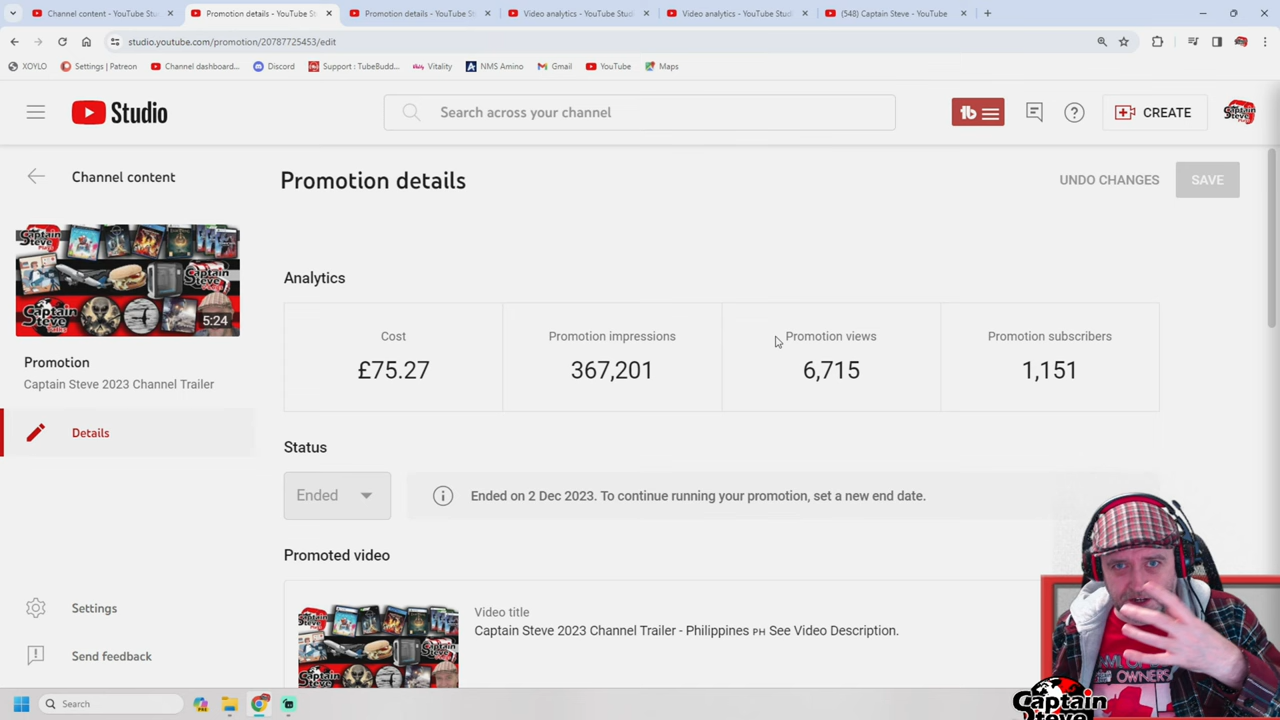 Channel content - YouTube Stu
Promotion details - YouTube St
Promotion details - YouTube St
Video analytics - YouTube Studi
Video analytics - YouTube Studi
(548) Captain Steve - YouTube
studio.youtube.com/promotion/20787725453/edit
XOYLO
Settings | Patreon
Channel dashboard...
Discord
Support : TubeBudd...
Vitality
NMS Amino
Gmail
YouTube
Maps
Studio
Search across your channel
tb
CREATE
Channel content
Promotion details
UNDO CHANGES
SAVE
Captain Steve
5:24
Promotion
Captain Steve 2023 Channel Trailer
Details
Settings
Send feedback
Analytics
Cost
£75.27
Promotion impressions
367,201
Promotion views
6,715
Promotion subscribers
1,151
Status
Ended
Ended on 2 Dec 2023. To continue running your promotion, set a new end date.
Promoted video
Video title
Captain Steve 2023 Channel Trailer - Philippines PH See Video Description.
OWNERS
Captain
Steve
Search